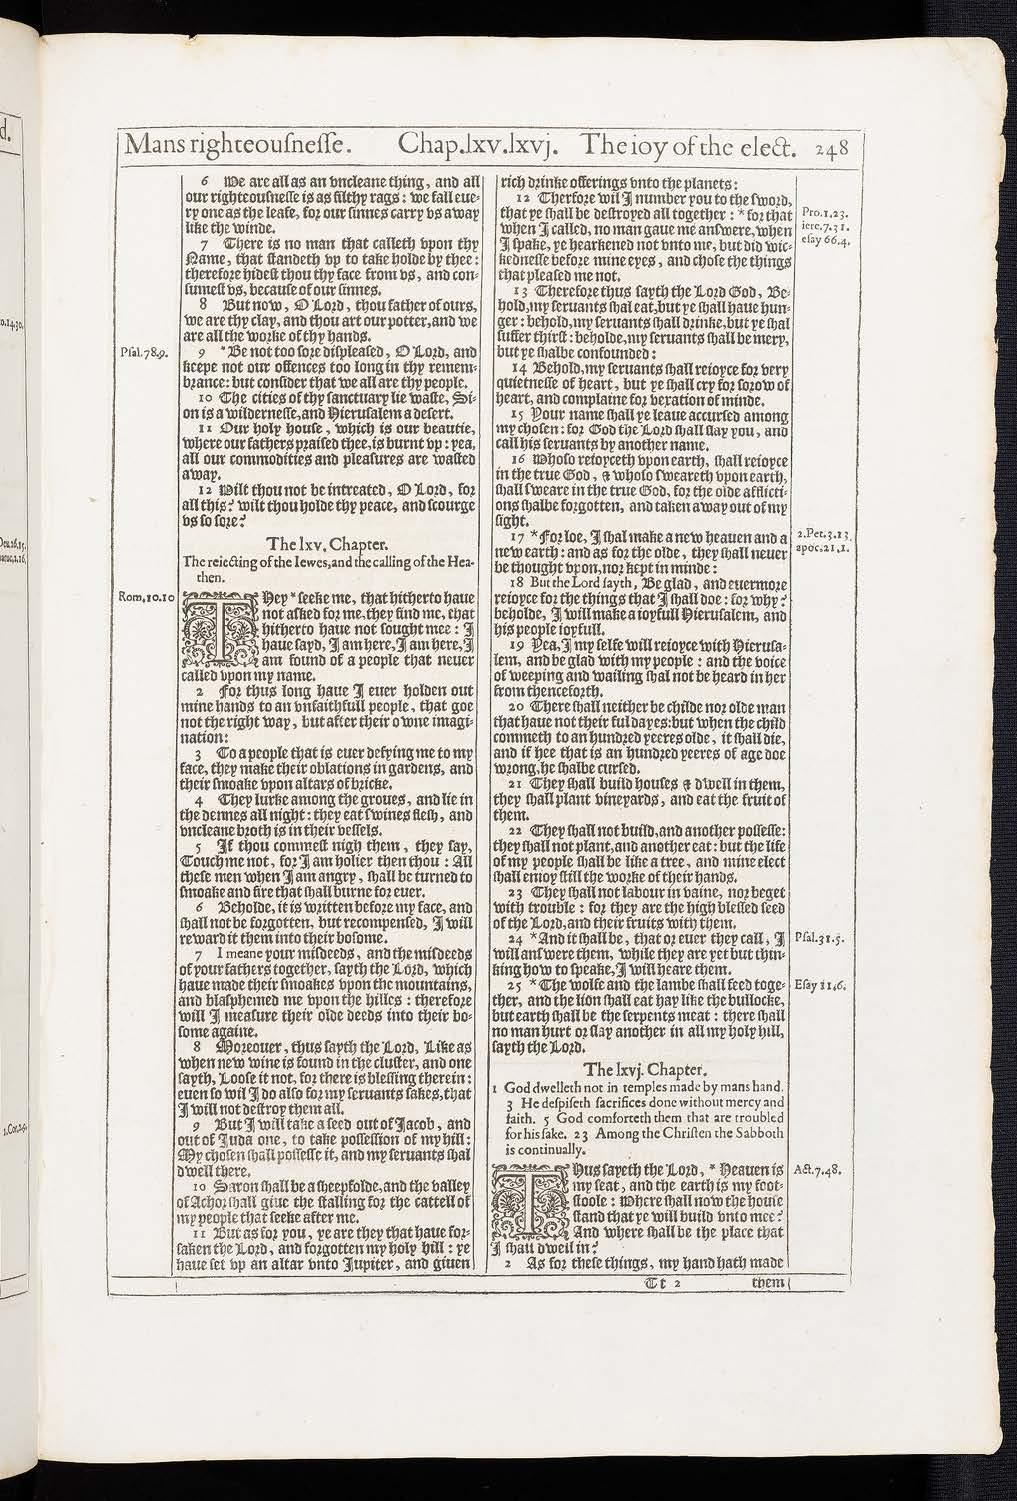 Mans righteousnesse. Chap.lxv.lxvj. The ioy of the elect. 248
6 We are all as an vncleane thing, and all
our righteousnesse is as filthy rags : we fall eue-
ry one as the leafe, for our sinnes carry vs away
like the winde.
7 There is no man that calleth vpon thy
Name, that standeth vp to take holde by thee :
therefore hidest thou thy face from vs, and con-
sumest vs, because of our sinnes.
8 But now, O Lord, thou father of ours,
we are thy clay, and thou art our potter, and we
are all the worke of thy hands.
Psal.78.9.
9 *Be not too sore displeased, O Lord, and
keepe not our offences too long in thy remem-
brance: but consider that we all are thy people.
10 The cities of thy sanctuary lie waste, Si-
on is a wildernesse, and Hierusalem a desert.
11 Our holy house, which is our beautie,
where our fathers praised thee, is burnt vp : yea,
all our commodities and pleasures are wasted
away.
12 Wilt thou not be intreated, O Lord, for
all this? wilt thou holde thy peace, and scourge
vs so sore?
The lxv. Chapter.
The reiecting of the Iewes, and the calling of the Hea-
then.
Rom.10.10
They * seeke me, that hitherto haue
not asked for me, they find me, that
hitherto haue not sought mee : I
haue sayd, I am here, I am here, I
am found of a people that neuer
called vpon my name.
2 For thus long haue I euer holden out
mine hands to an vnfaithfull people, that goe
not the right way, but after their owne imagi-
nation:
3 To a people that is euer defying me to my
face, they make their oblations in gardens, and
their smoake vpon altars of bricke.
4 They lurke among the groues, and lie in
the dennes all night : they eat swines flesh, and
vncleane broth is in their vessels.
5 If thou commest nigh them, they say,
Touch me not, for I am holier then thou : All
these men when I am angry, shall be turned to
smoake and fire that shall burne for euer.
6 Beholde, it is written before my face, and
shall not be forgotten, but recompensed, I will
reward it them into their bosome.
7 I meane your misdeeds, and the misdeeds
of your fathers together, sayth the Lord, which
haue made their smoakes vpon the mountains,
and blasphemed me vpon the hilles : therefore
will I measure their olde deeds into their bo-
some againe.
8 Moreouer, thus sayth the Lord, Like as
when new wine is found in the cluster, and one
sayth, Loose it not, for there is blessing therein :
euen so wil I do also for my seruants sakes, that
I will not destroy them all.
9 But I will take a seed out of Jacob, and
out of Juda one, to take possession of my hill :
My chosen shall possesse it, and my seruants shal
dwell there.
10 Saron shall be a sheepfolde, and the valley
of Achor shall giue the stalling for the cattell of
my people that seeke after me.
11 But as for you, ye are they that haue for-
saken the Lord, and forgotten my holy hill : ye
haue set vp an altar vnto Jupiter, and giuen
rich drinke offerings vnto the planets :
12 Therfore wil I number you to the sword,
that ye shall be destroyed all together : * for that
when I called, no man gaue me answere, when
I spake, ye hearkened not vnto me, but did wic-
kednesse before mine eyes, and chose the things
that pleased me not.
Pro.1.23.
iere.7.31.
esay 66.4.
13 Therefore thus sayth the Lord God, Be-
hold, my seruants shal eat, but ye shall haue hun-
ger : behold, my seruants shall drinke, but ye shal
suffer thirst : beholde, my seruants shall be mery,
but ye shalbe confounded :
14 Behold, my seruants shall reioyce for very
quietnesse of heart, but ye shall cry for sorow of
heart, and complaine for vexation of minde.
15 Your name shall ye leaue accursed among
my chosen : for God the Lord shall slay you, and
call his seruants by another name.
16 Whoso reioyceth vpon earth, shall reioyce
in the true God, & whoso sweareth vpon earth,
shall sweare in the true God, for the olde afflicti-
ons shalbe forgotten, and taken away out of my
sight.
17 *For loe, I shal make a new heauen and a
new earth : and as for the olde, they shall neuer
be thought vpon, nor kept in minde :
2.Pet.3.13.
apoc.21.1.
18 But the Lord sayth, Be glad, and euermore
reioyce for the things that I shall doe : for why?
beholde, I will make a ioyfull Hierusalem, and
his people ioyfull.
19 Yea, I my selfe will reioyce with Hierusa-
lem, and be glad with my people : and the voice
of weeping and wailing shal not be heard in her
from thenceforth.
20 There shall neither be childe nor olde man
that haue not their ful dayes: but when the child
commeth to an hundred yeeres olde, it shall die,
and if hee that is an hundred yeeres of age doe
wrong, he shalbe cursed.
21 They shall build houses & dwell in them,
they shall plant vineyards, and eat the fruit of
them.
22 They shall not build, and another possesse:
they shall not plant, and another eat : but the life
of my people shall be like a tree, and mine elect
shall enioy still the worke of their hands.
23 They shall not labour in vaine, nor beget
with trouble : for they are the high blessed seed
of the Lord, and their fruits with them.
24 *And it shall be, that or euer they call, I
will answere them, while they are yet but thin-
king how to speake, I will heare them.
Psal.31.5.
25 *The wolfe and the lambe shall feed toge-
ther, and the lion shall eat hay like the bullocke,
but earth shall be the serpents meat : there shall
no man hurt or slay another in all my holy hill,
sayth the Lord.
Esay 11.6.
The lxvj. Chapter.
1 God dwelleth not in temples made by mans hand.
3 He despiseth sacrifices done without mercy and
faith. 5 God comforteth them that are troubled
for his sake. 23 Among the Christen the Sabboth
is continually.
Thus sayeth the Lord, * Heauen is
my seat, and the earth is my foot-
stoole : Where shall now the house
stand that ye will build vnto mee?
And where shall be the place that
I shall dwell in?
Act.7.48.
2 As for these things, my hand hath made
Tt 2 them